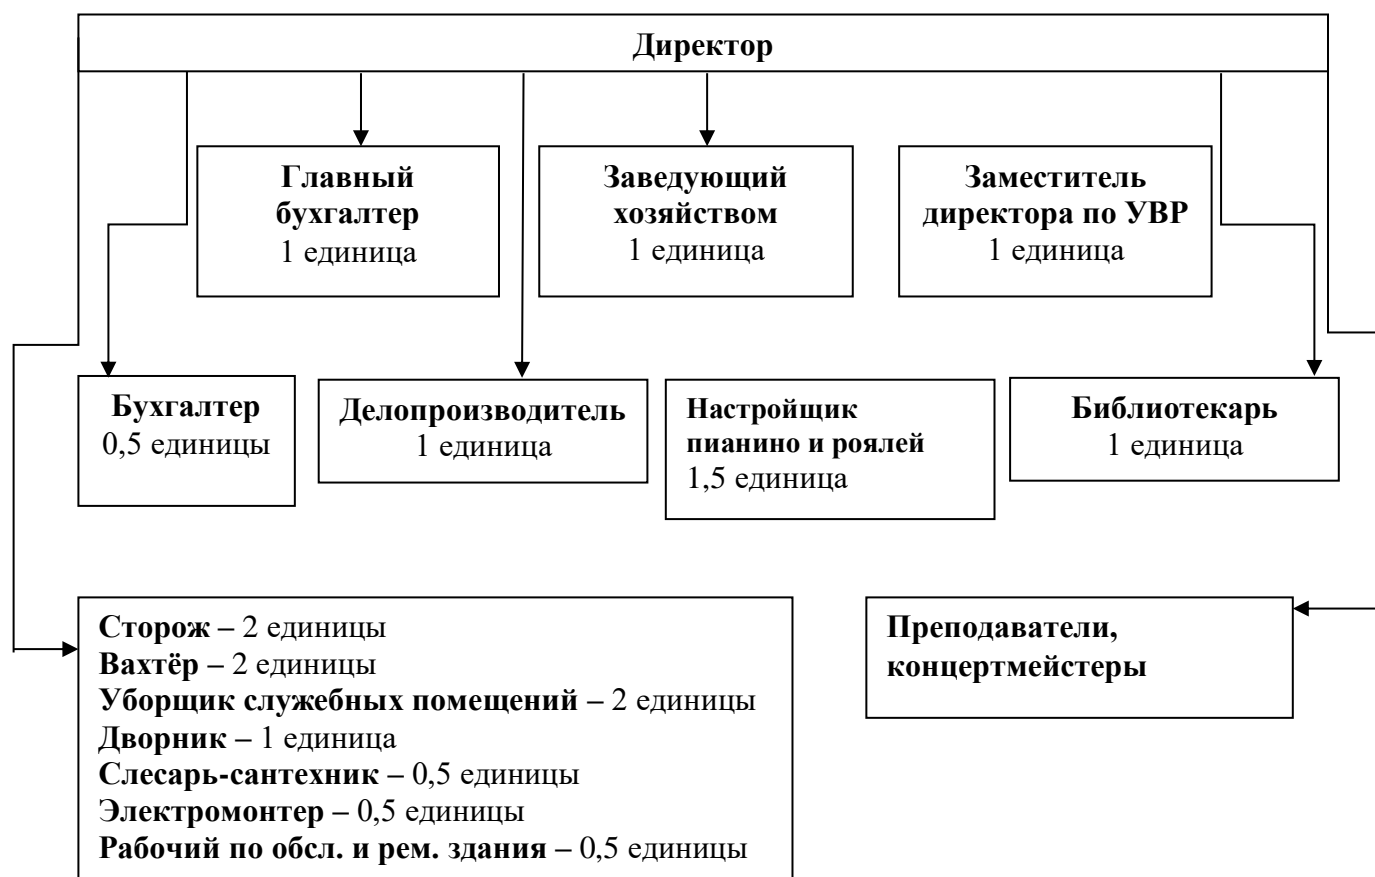 Директор
Главный
бухгалтер
1 единица
Заведующий
хозяйством
1 единица
Заместитель
директора по УВР
1 единица
Бухгалтер
0,5 единицы
Делопроизводитель
1 единица
Настройщик
пианино и роялей
1,5 единица
Библиотекарь
1 единица
Сторож – 2 единицы
Вахтёр – 2 единицы
Уборщик служебных помещений – 2 единицы
Дворник – 1 единица
Слесарь-сантехник – 0,5 единицы
Электромонтер – 0,5 единицы
Рабочий по обсл. и рем. здания – 0,5 единицы
Преподаватели,
концертмейстеры